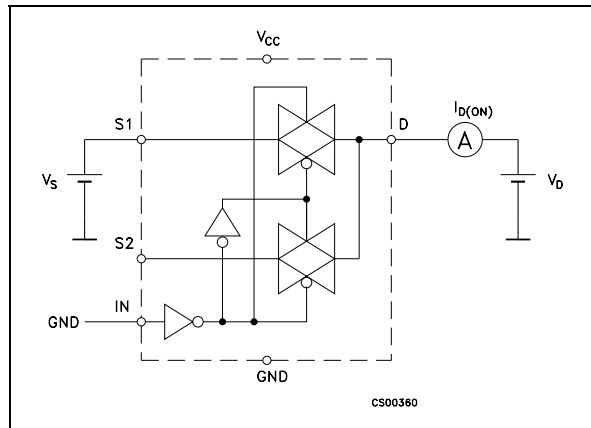 VCC
S1
D
ID(ON)
A
VS
VD
S2
IN
GND
GND
CS00360